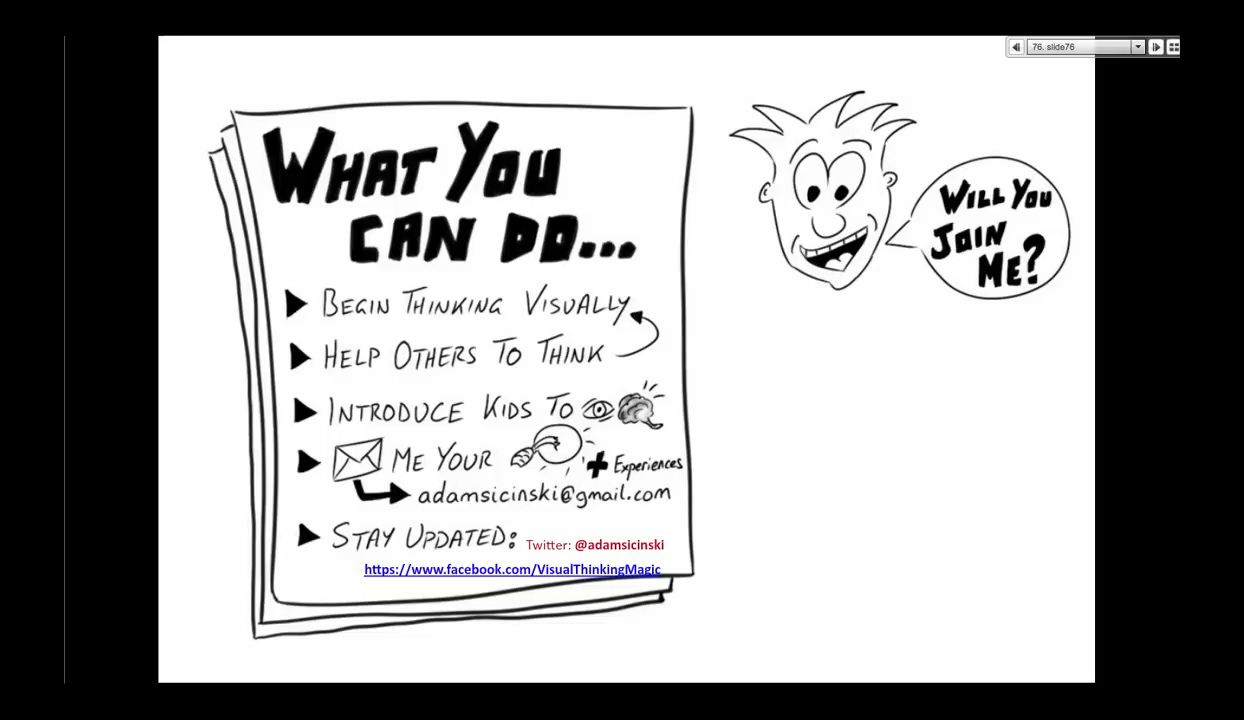 76. slide76
WHAT YOU
CAN DO...
BEGIN THINKING VISUALLY
HELP OTHERS TO THINK
INTRODUCE KIDS TO
ME YOUR
+ Experiences
adamsicinski@gmail.com
STAY UPDATED: Twitter: @adamsicinski
https://www.facebook.com/VisualThinkingMagic
WILL YOU
JOIN
ME?